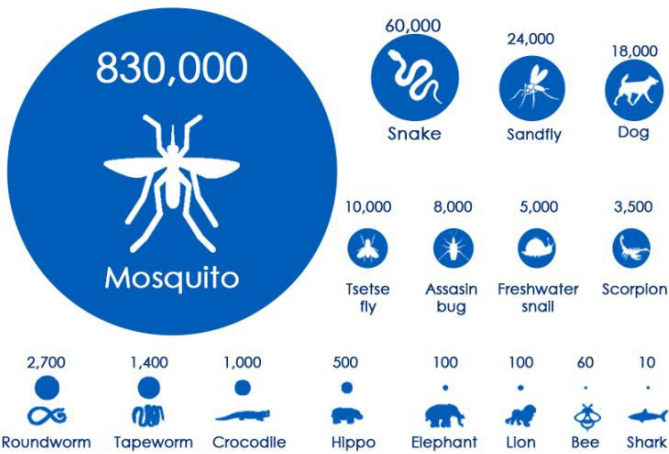 830,000
Mosquito
60,000
Snake
24,000
Sandfly
18,000
Dog
10,000
Tsetse
fly
8,000
Assasin
bug
5,000
Freshwater
snail
3,500
Scorpion
2,700
Roundworm
1,400
Tapeworm
1,000
Crocodile
500
Hippo
100
Elephant
100
Lion
60
Bee
10
Shark